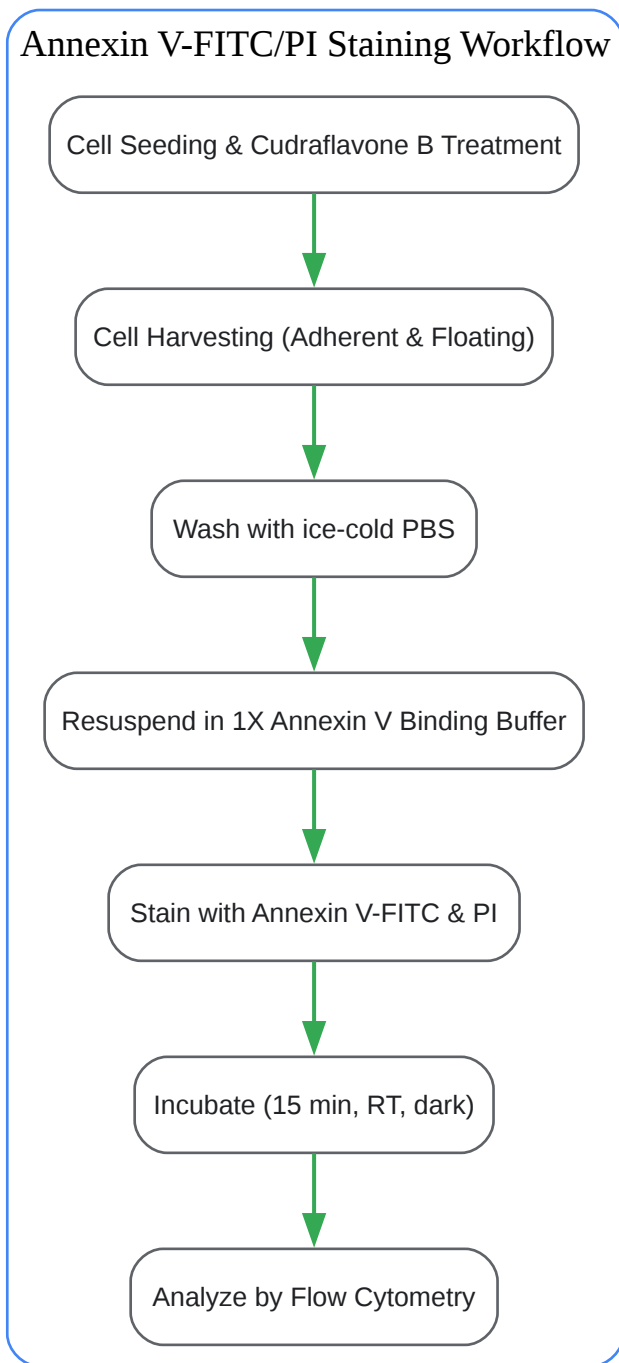 Annexin V-FITC/PI Staining Workflow
Cell Seeding & Cudraflavone B Treatment
Cell Harvesting (Adherent & Floating)
Wash with ice-cold PBS
Resuspend in 1X Annexin V Binding Buffer
Stain with Annexin V-FITC & PI
Incubate (15 min, RT, dark)
Analyze by Flow Cytometry